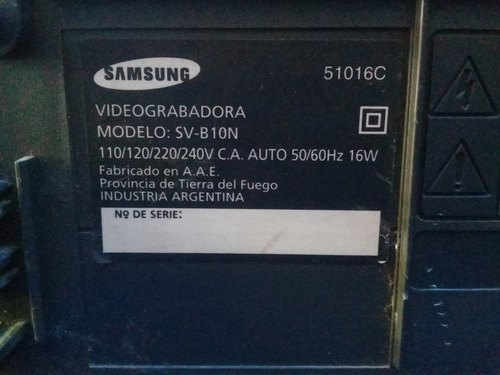 SAMSUNG
51016C
VIDEOGRABADORA
MODELO: SV-B10N
110/120/220/240V C.A. AUTO 50/60Hz 16W
Fabricado en A.A.E.
Provincia de Tierra del Fuego
INDUSTRIA ARGENTINA
Nº DE SERIE: